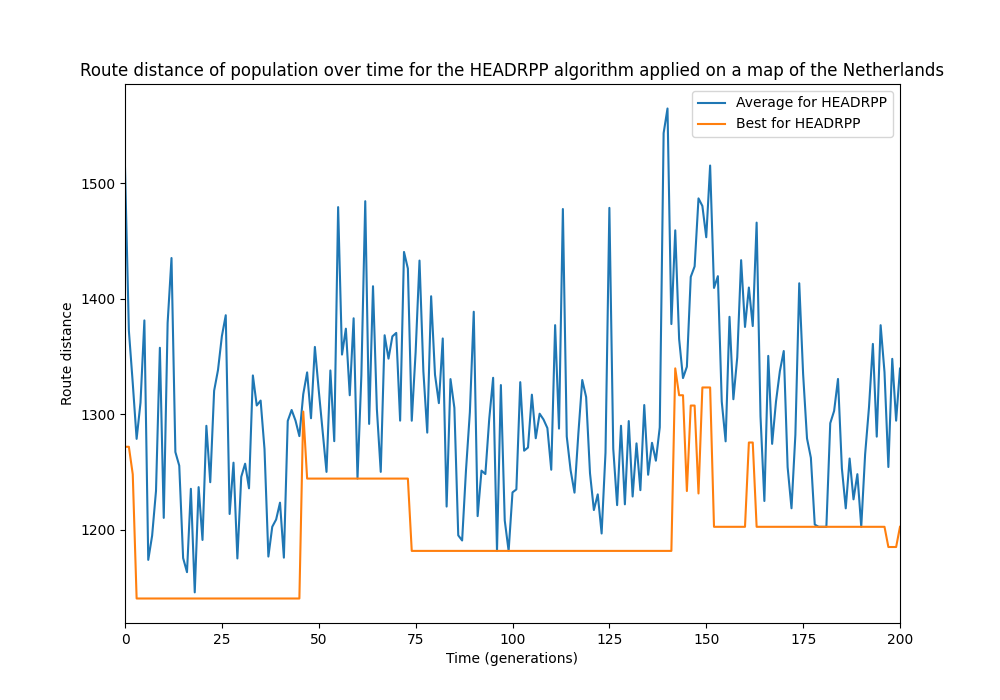 Route distance of population over time for the HEADRPP algorithm applied on a map of the Netherlands
Average for HEADRPP
Best for HEADRPP
1500
1400
1300
1200
Route distance
0 25 50 75 100 125 150 175 200
Time (generations)